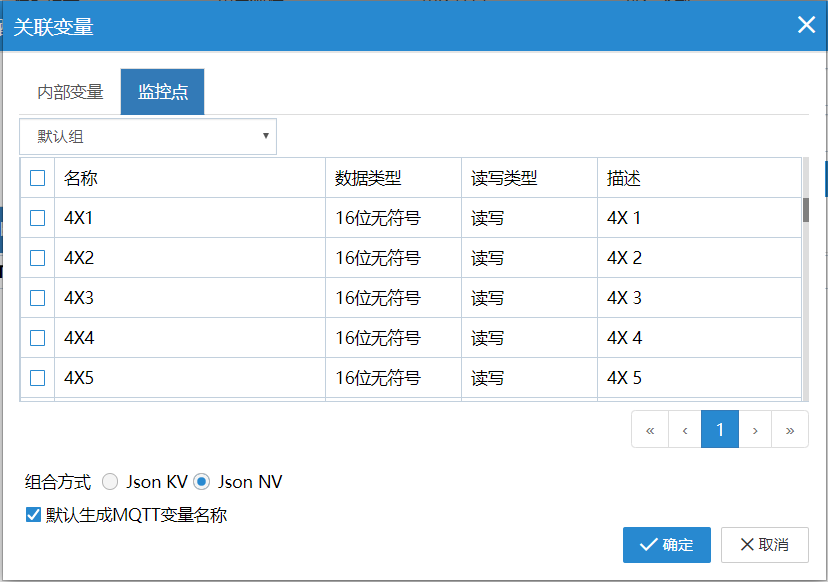 关联变量
内部变量 监控点
默认组
名称 数据类型 读写类型 描述
4X1 16位无符号 读写 4X 1
4X2 16位无符号 读写 4X 2
4X3 16位无符号 读写 4X 3
4X4 16位无符号 读写 4X 4
4X5 16位无符号 读写 4X 5
« ‹ 1 › »
组合方式 Json KV Json NV
默认生成MQTT变量名称
确定 取消